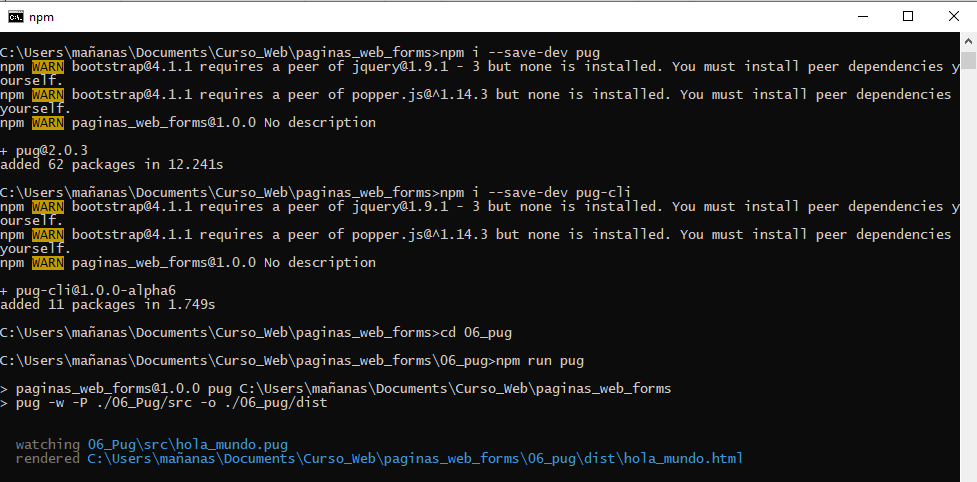 npm
C:\Users\mañanas\Documents\Curso_Web\paginas_web_forms>npm i --save-dev pug
npm WARN bootstrap@4.1.1 requires a peer of jquery@1.9.1 - 3 but none is installed. You must install peer dependencies y
ourself.
npm WARN bootstrap@4.1.1 requires a peer of popper.js@^1.14.3 but none is installed. You must install peer dependencies
yourself.
npm WARN paginas_web_forms@1.0.0 No description
+ pug@2.0.3
added 62 packages in 12.241s
C:\Users\mañanas\Documents\Curso_Web\paginas_web_forms>npm i --save-dev pug-cli
npm WARN bootstrap@4.1.1 requires a peer of jquery@1.9.1 - 3 but none is installed. You must install peer dependencies y
ourself.
npm WARN bootstrap@4.1.1 requires a peer of popper.js@^1.14.3 but none is installed. You must install peer dependencies
yourself.
npm WARN paginas_web_forms@1.0.0 No description
+ pug-cli@1.0.0-alpha6
added 11 packages in 1.749s
C:\Users\mañanas\Documents\Curso_Web\paginas_web_forms>cd 06_pug
C:\Users\mañanas\Documents\Curso_Web\paginas_web_forms\06_pug>npm run pug
> paginas_web_forms@1.0.0 pug C:\Users\mañanas\Documents\Curso_Web\paginas_web_forms
> pug -w -P ./06_Pug/src -o ./06_pug/dist
watching 06_Pug\src\hola_mundo.pug
rendered C:\Users\mañanas\Documents\Curso_Web\paginas_web_forms\06_pug\dist\hola_mundo.html